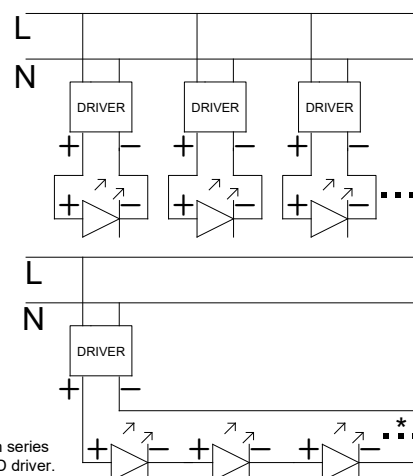 L
N
DRIVER DRIVER DRIVER
+ − + − + −
+ − + − + −
L
N
DRIVER
+ −
*
+ − + − + −
n series
D driver.